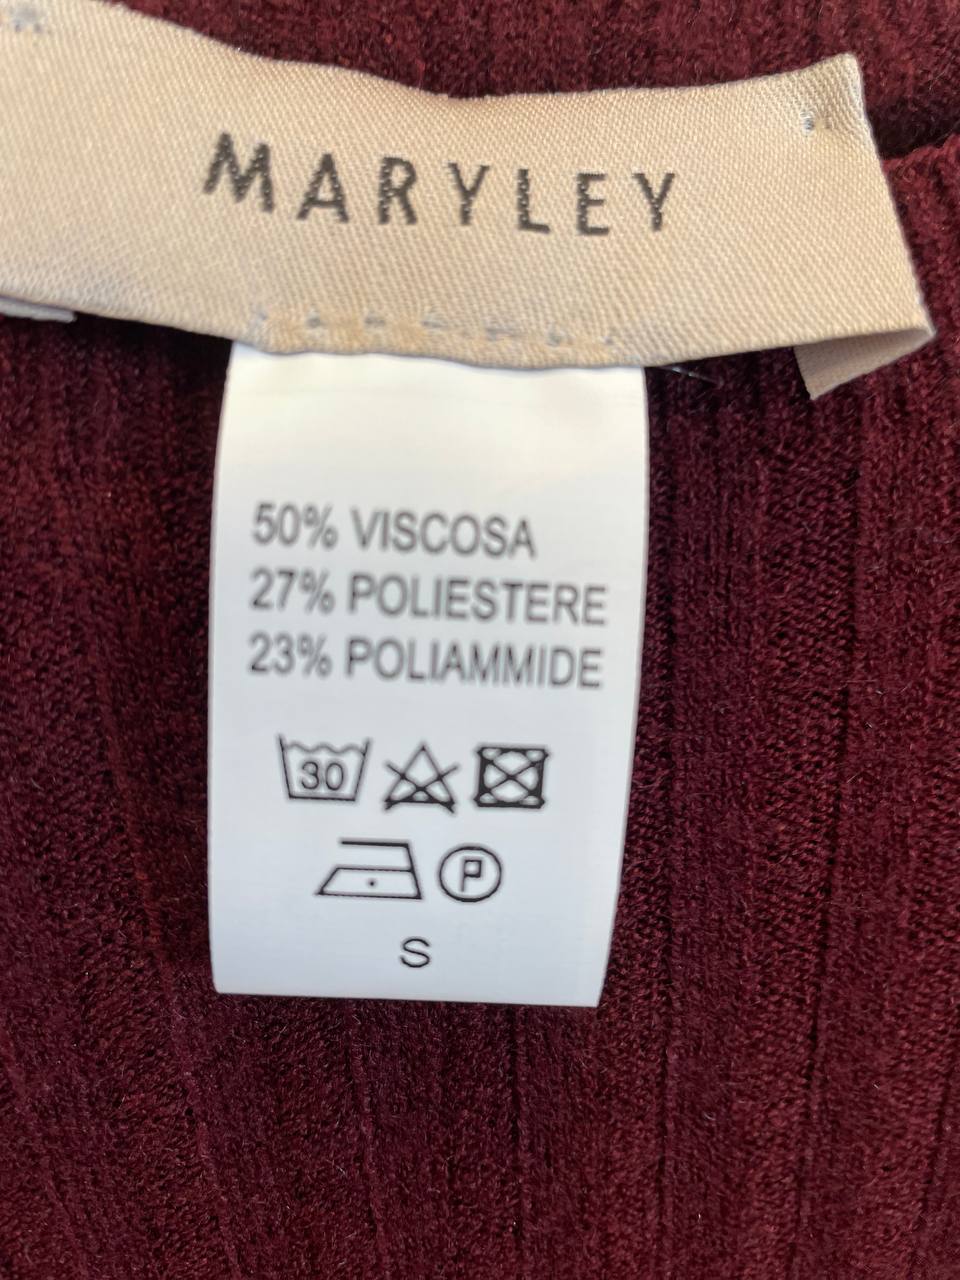 MARYLEY
50% VISCOSA
27% POLIESTERE
23% POLIAMMIDE
30
P
S